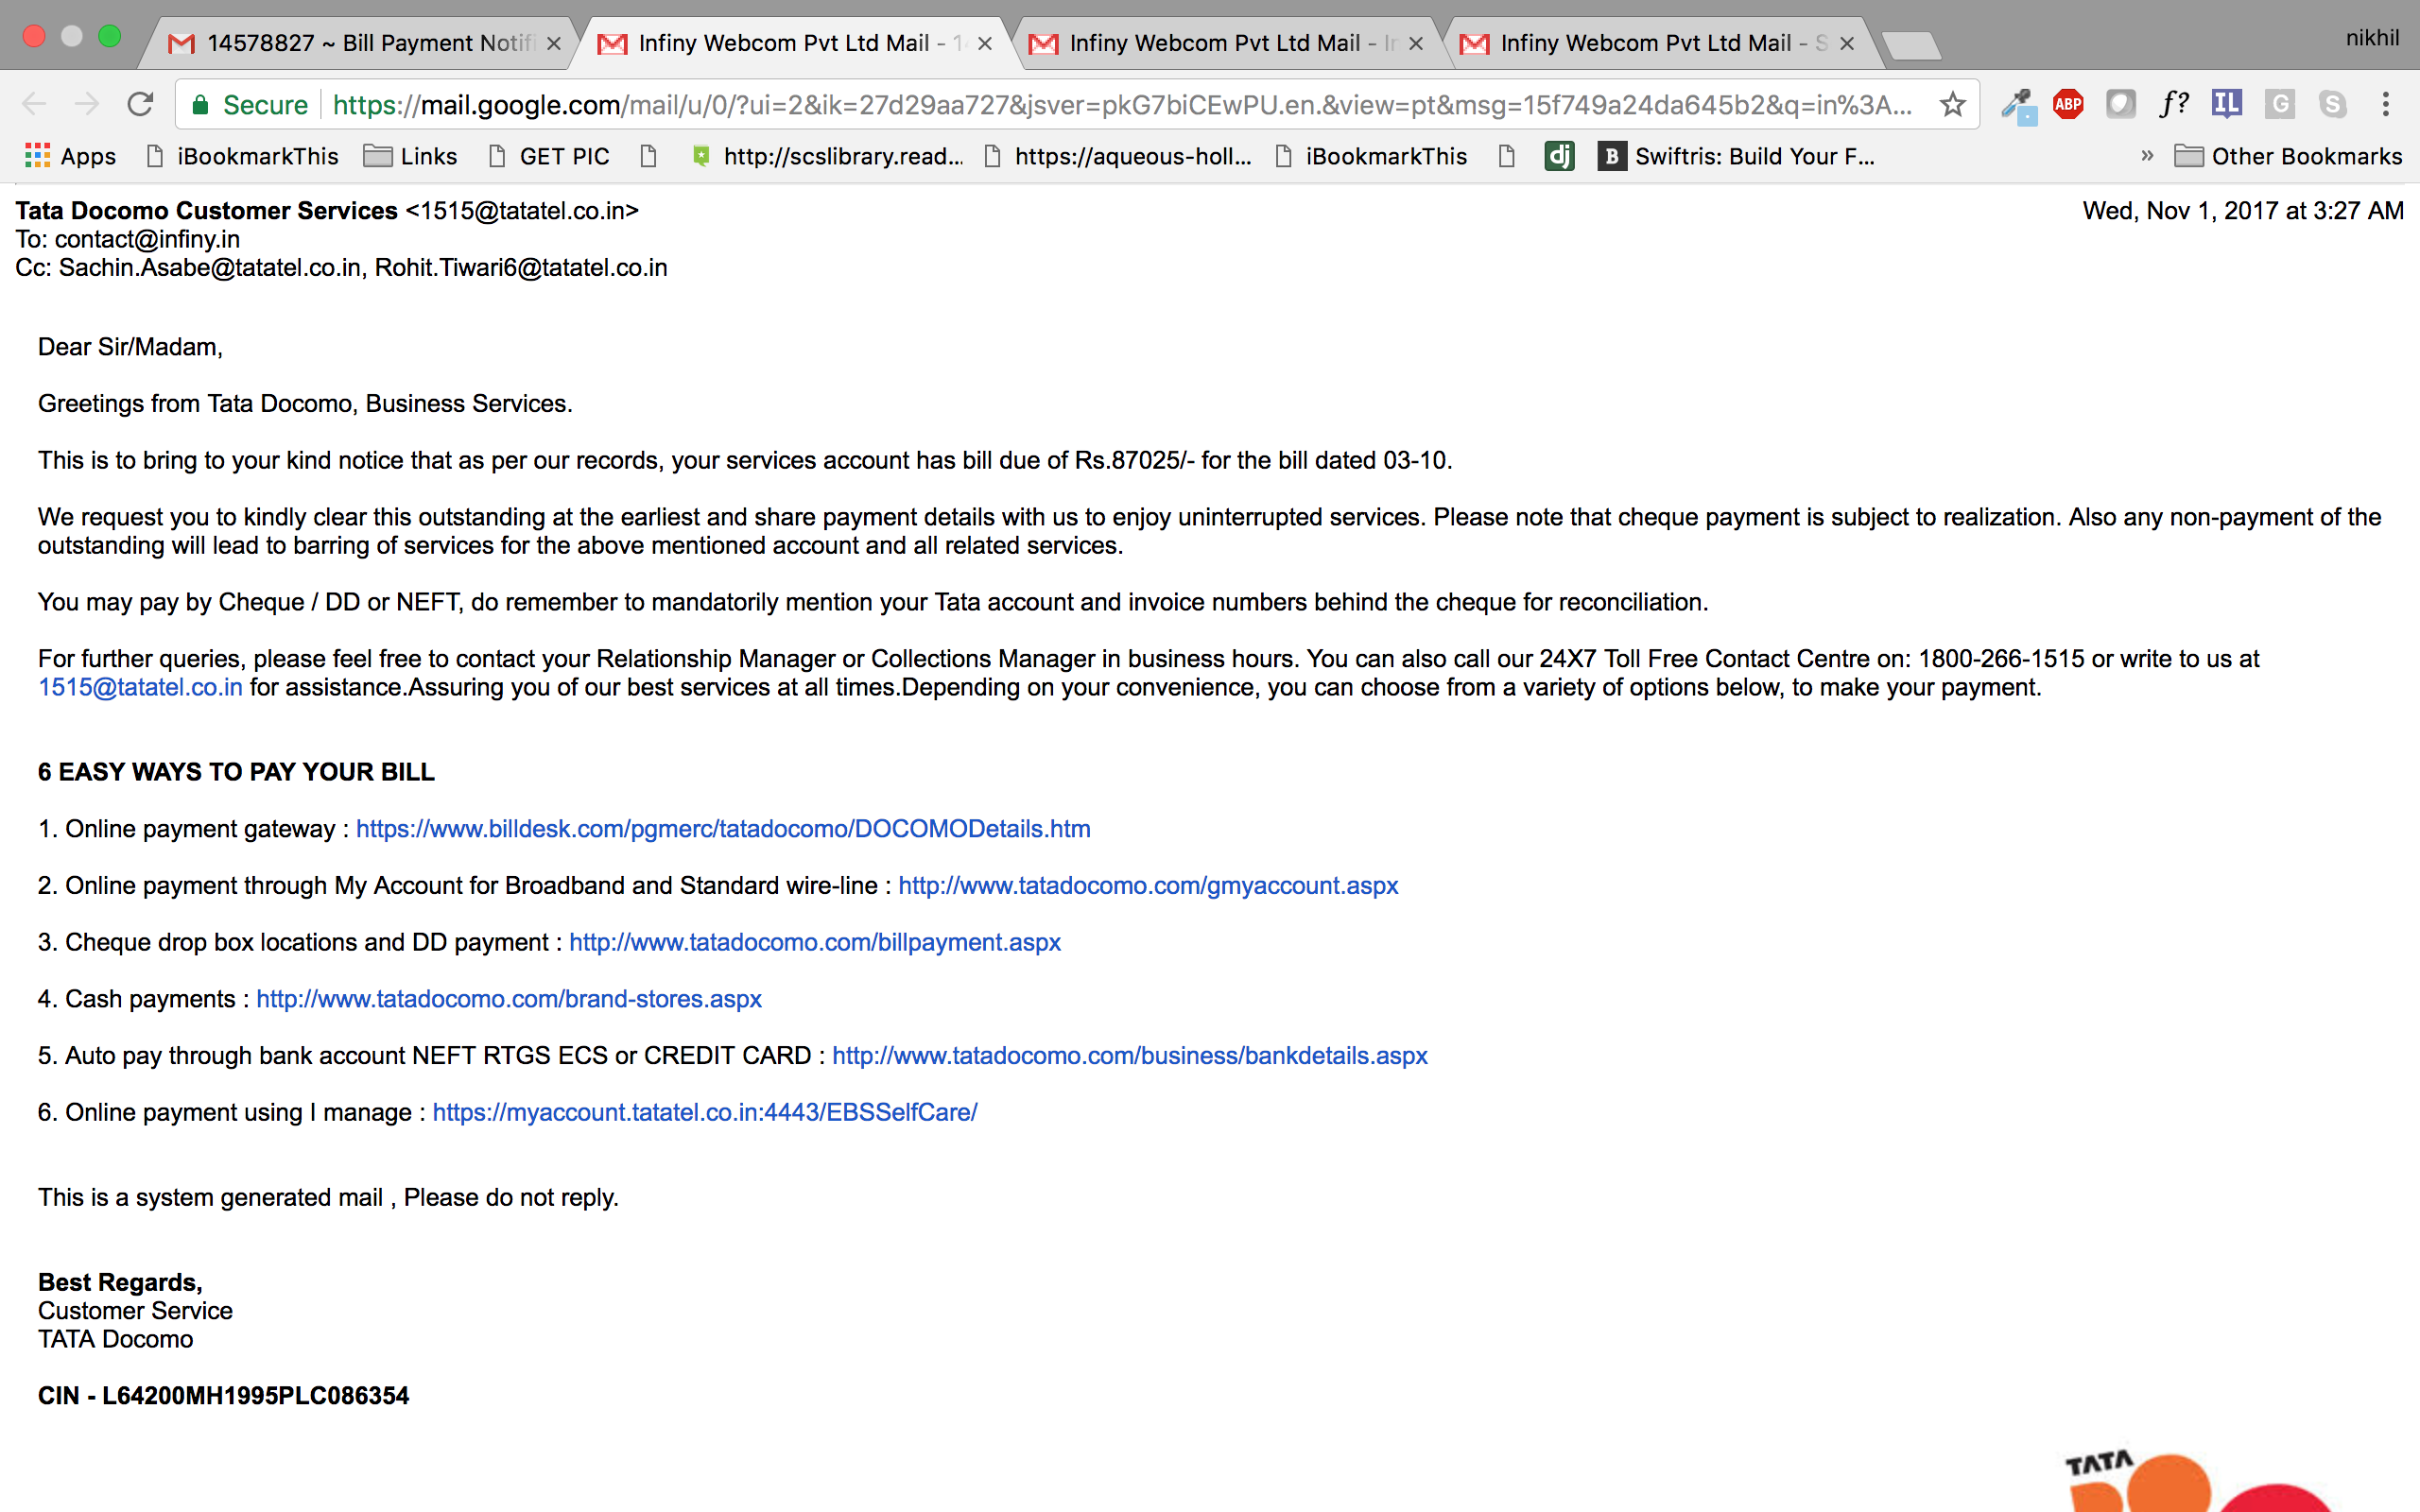 14578827 ~ Bill Payment Notifi
Infiny Webcom Pvt Ltd Mail - 1
Infiny Webcom Pvt Ltd Mail - In
Infiny Webcom Pvt Ltd Mail - S
nikhil
Secure https://mail.google.com/mail/u/0/?ui=2&ik=27d29aa727&jsver=pkG7biCEwPU.en.&view=pt&msg=15f749a24da645b2&q=in%3A...
ABP f? IL G S
Apps iBookmarkThis Links GET PIC http://scslibrary.read... https://aqueous-holl... iBookmarkThis dj B Swiftris: Build Your F... » Other Bookmarks
Tata Docomo Customer Services <1515@tatatel.co.in> Wed, Nov 1, 2017 at 3:27 AM
To: contact@infiny.in
Cc: Sachin.Asabe@tatatel.co.in, Rohit.Tiwari6@tatatel.co.in
Dear Sir/Madam,
Greetings from Tata Docomo, Business Services.
This is to bring to your kind notice that as per our records, your services account has bill due of Rs.87025/- for the bill dated 03-10.
We request you to kindly clear this outstanding at the earliest and share payment details with us to enjoy uninterrupted services. Please note that cheque payment is subject to realization. Also any non-payment of the
outstanding will lead to barring of services for the above mentioned account and all related services.
You may pay by Cheque / DD or NEFT, do remember to mandatorily mention your Tata account and invoice numbers behind the cheque for reconciliation.
For further queries, please feel free to contact your Relationship Manager or Collections Manager in business hours. You can also call our 24X7 Toll Free Contact Centre on: 1800-266-1515 or write to us at
1515@tatatel.co.in for assistance.Assuring you of our best services at all times.Depending on your convenience, you can choose from a variety of options below, to make your payment.
6 EASY WAYS TO PAY YOUR BILL
1. Online payment gateway : https://www.billdesk.com/pgmerc/tatadocomo/DOCOMODetails.htm
2. Online payment through My Account for Broadband and Standard wire-line : http://www.tatadocomo.com/gmyaccount.aspx
3. Cheque drop box locations and DD payment : http://www.tatadocomo.com/billpayment.aspx
4. Cash payments : http://www.tatadocomo.com/brand-stores.aspx
5. Auto pay through bank account NEFT RTGS ECS or CREDIT CARD : http://www.tatadocomo.com/business/bankdetails.aspx
6. Online payment using I manage : https://myaccount.tatatel.co.in:4443/EBSSelfCare/
This is a system generated mail , Please do not reply.
Best Regards,
Customer Service
TATA Docomo
CIN - L64200MH1995PLC086354
TATA